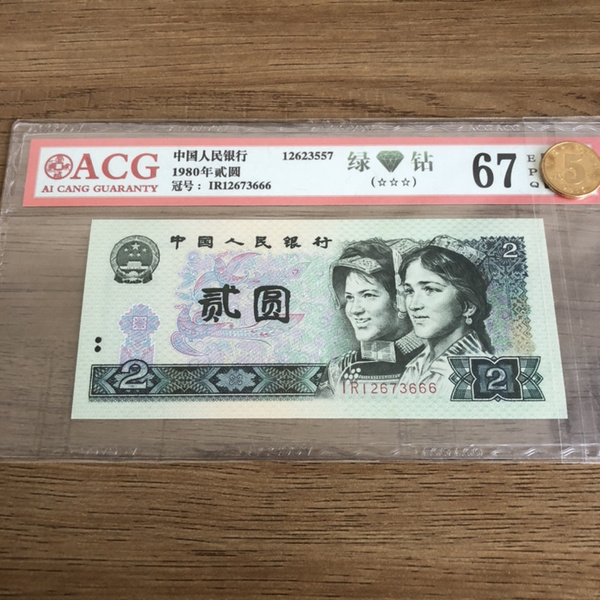 ACG
AI CANG GUARANTY
中国人民银行 12623557
1980年贰圆
冠号：IR12673666
绿 钻
(☆☆☆)
67
E
P
Q
5
中国人民银行
贰圆
2
2
IR12673666
2